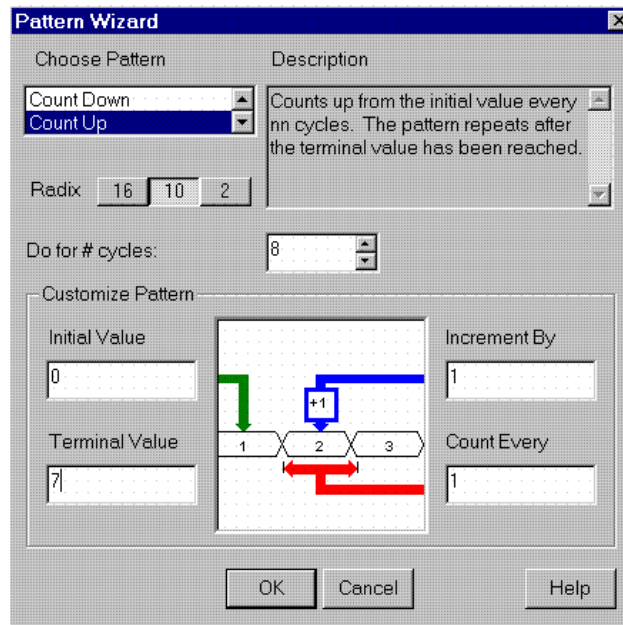 Pattern Wizard
Choose Pattern
Description
Count Down
Count Up
Counts up from the initial value every
nn cycles. The pattern repeats after
the terminal value has been reached.
Radix 16 10 2
Do for # cycles: 8
Customize Pattern
Initial Value
0
Increment By
1
+1
1 2 3
Terminal Value
7
Count Every
1
OK Cancel Help